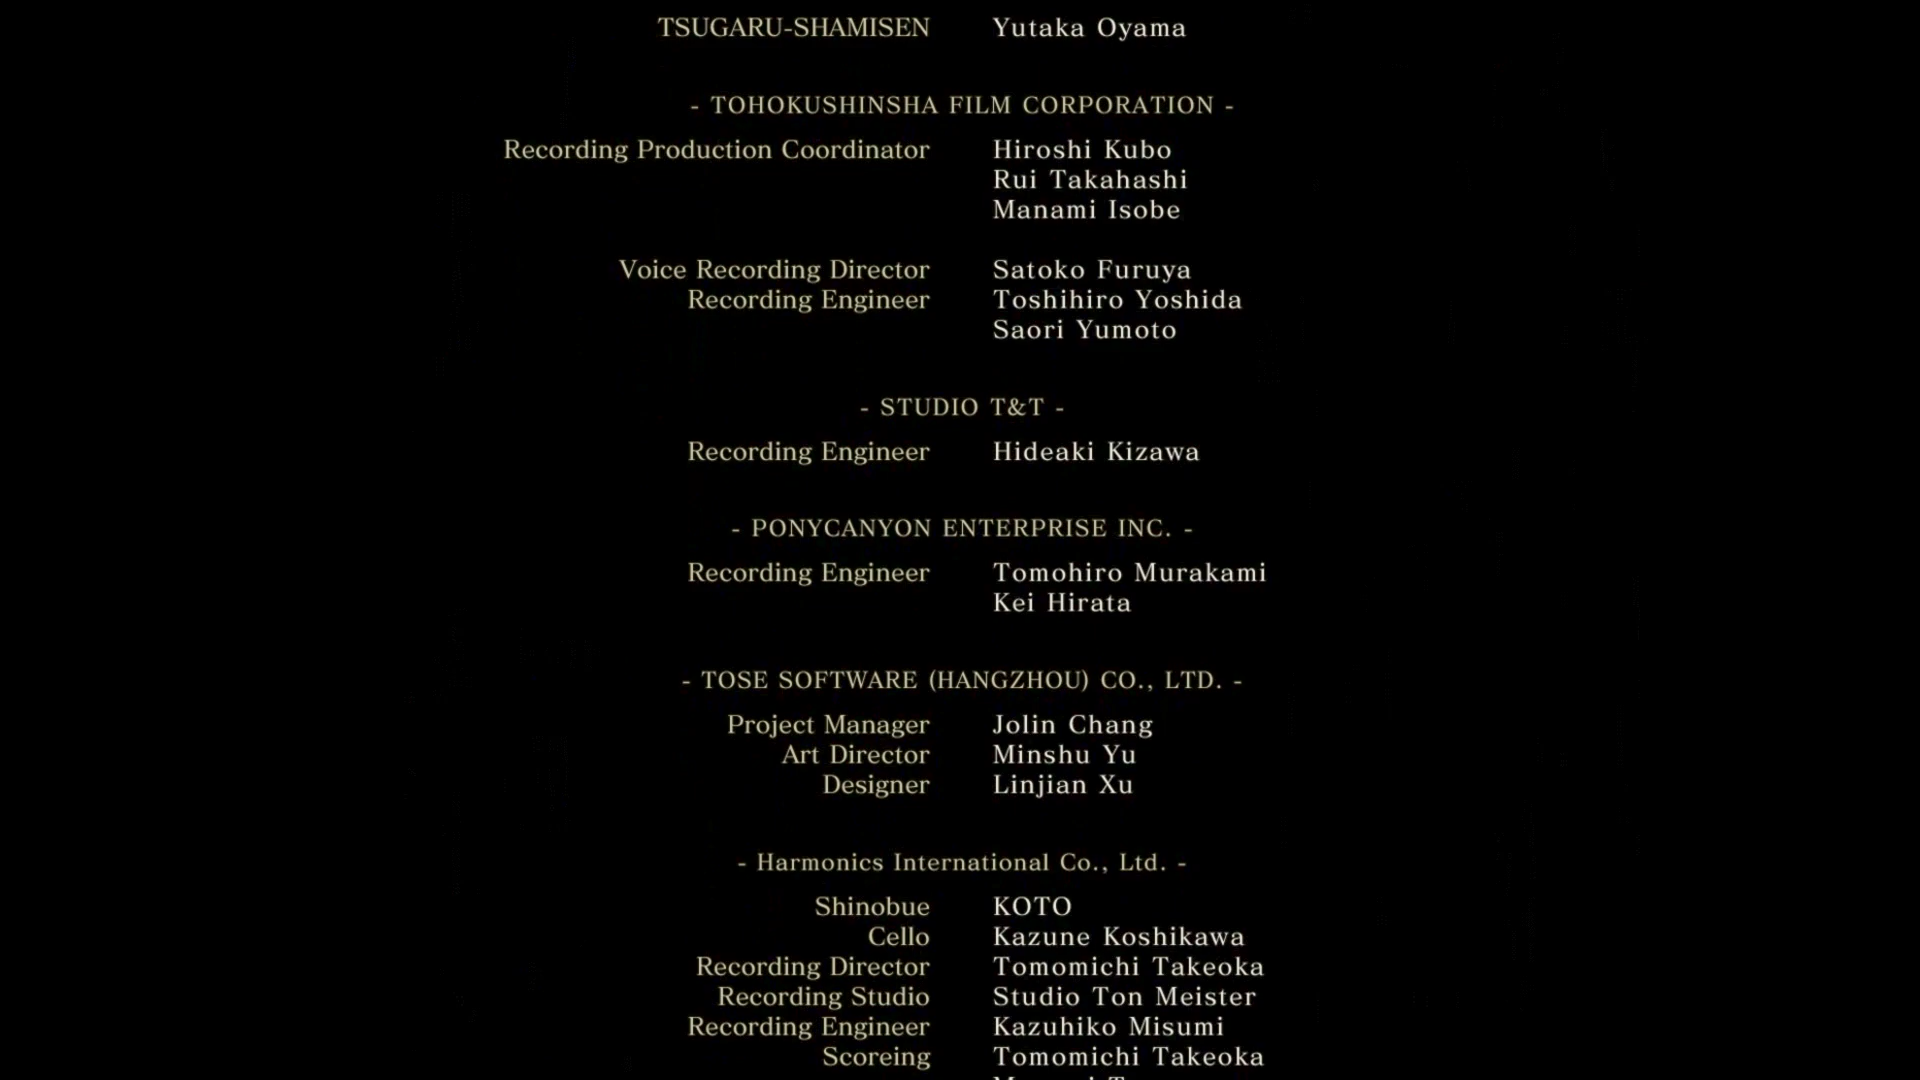 TSUGARU-SHAMISEN Yutaka Oyama
- TOHOKUSHINSHA FILM CORPORATION -
Recording Production Coordinator Hiroshi Kubo
Rui Takahashi
Manami Isobe
Voice Recording Director Satoko Furuya
Recording Engineer Toshihiro Yoshida
Saori Yumoto
- STUDIO T&T -
Recording Engineer Hideaki Kizawa
- PONYCANYON ENTERPRISE INC. -
Recording Engineer Tomohiro Murakami
Kei Hirata
- TOSE SOFTWARE (HANGZHOU) CO., LTD. -
Project Manager Jolin Chang
Art Director Minshu Yu
Designer Linjian Xu
- Harmonics International Co., Ltd. -
Shinobue KOTO
Cello Kazune Koshikawa
Recording Director Tomomichi Takeoka
Recording Studio Studio Ton Meister
Recording Engineer Kazuhiko Misumi
Scoreing Tomomichi Takeoka